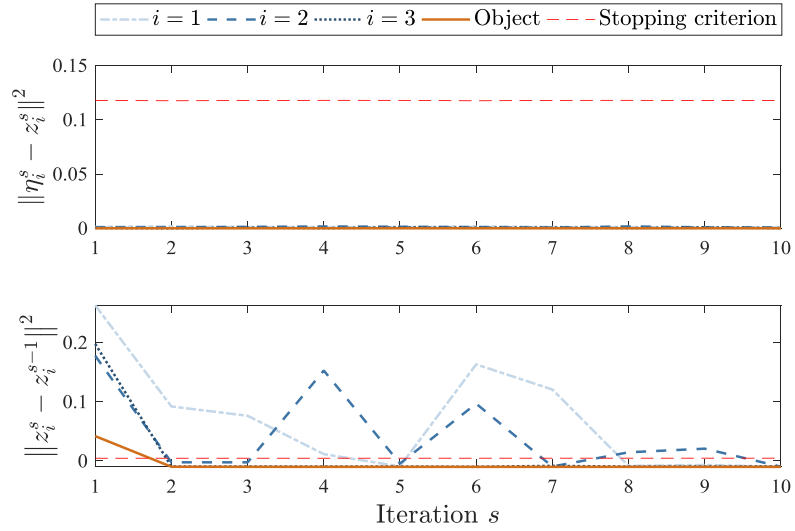 i = 1 i = 2 i = 3 Object Stopping criterion
||η_i^s − z_i^s||^2
0.15
0.1
0.05
0
1 2 3 4 5 6 7 8 9 10
||z_i^s − z_i^{s−1}||^2
0.2
0.1
0
1 2 3 4 5 6 7 8 9 10
Iteration s